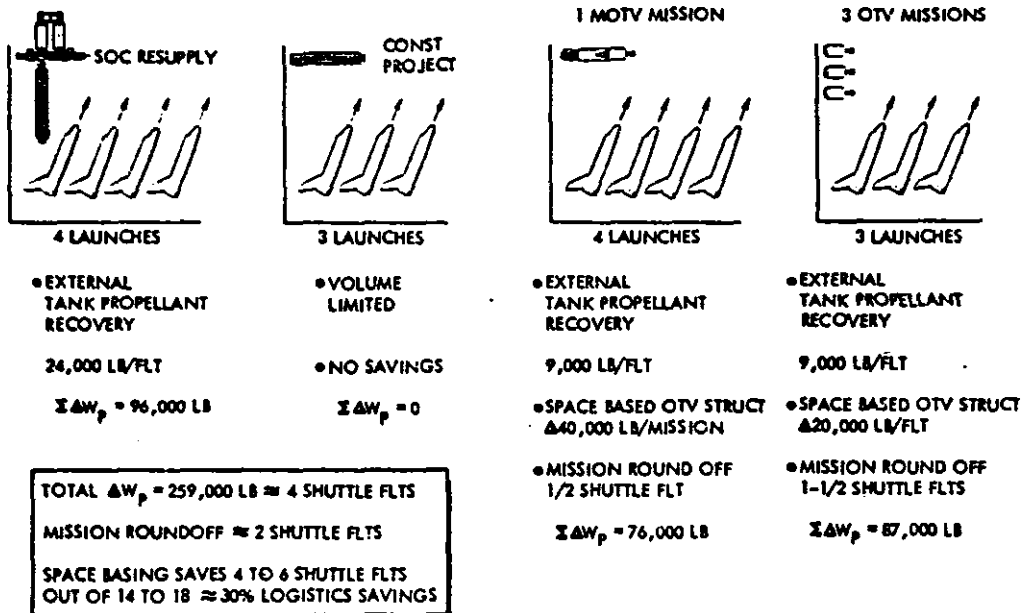 SOC RESUPPLY
4 LAUNCHES
• EXTERNAL
TANK PROPELLANT
RECOVERY
24,000 LB/FLT
ΣΔWp = 96,000 LB
CONST
PROJECT
3 LAUNCHES
• VOLUME
LIMITED
• NO SAVINGS
ΣΔWp = 0
1 MOTV MISSION
4 LAUNCHES
• EXTERNAL
TANK PROPELLANT
RECOVERY
9,000 LB/FLT
• SPACE BASED OTV STRUCT
Δ40,000 LB/MISSION
• MISSION ROUND OFF
1/2 SHUTTLE FLT
ΣΔWp = 76,000 LB
3 OTV MISSIONS
3 LAUNCHES
• EXTERNAL
TANK PROPELLANT
RECOVERY
9,000 LB/FLT
• SPACE BASED OTV STRUCT
Δ20,000 LB/FLT
• MISSION ROUND OFF
1-1/2 SHUTTLE FLTS
ΣΔWp = 87,000 LB
TOTAL ΔWp = 259,000 LB ≈ 4 SHUTTLE FLTS
MISSION ROUNDOFF ≈ 2 SHUTTLE FLTS
SPACE BASING SAVES 4 TO 6 SHUTTLE FLTS
OUT OF 14 TO 18 ≈ 30% LOGISTICS SAVINGS